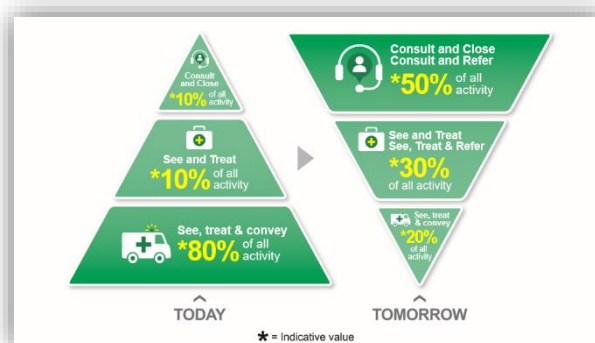 Consult
and Close
*10% of all
activity
See and Treat
*10% of all
activity
See, treat & convey
*80% of all
activity
TODAY
Consult and Close
Consult and Refer
*50% of all
activity
See and Treat
See, Treat & Refer
*30%
of all activity
See, treat
& convey
*20%
of all
activity
TOMORROW
* = Indicative value